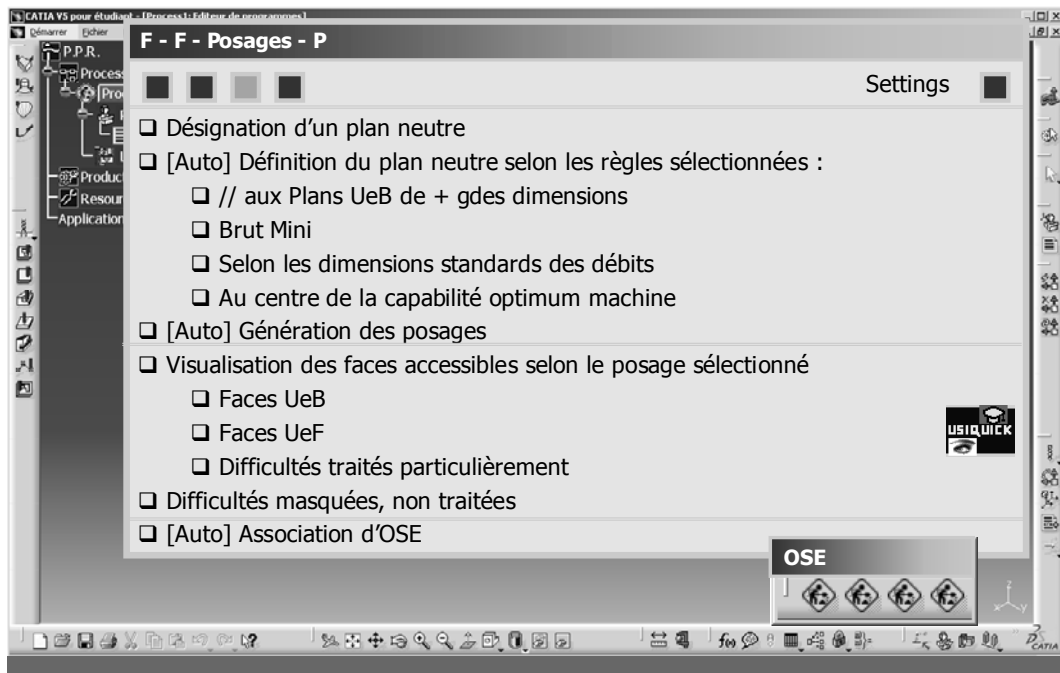 CATIA V5 pour étudiant - [Process1: Editeur de programmes]
Démarrer Eichier
P.P.R.
F - F - Posages - P
Settings
❑ Désignation d’un plan neutre
❑ [Auto] Définition du plan neutre selon les règles sélectionnées :
❑ // aux Plans UeB de + gdes dimensions
❑ Brut Mini
❑ Selon les dimensions standards des débits
❑ Au centre de la capabilité optimum machine
❑ [Auto] Génération des posages
❑ Visualisation des faces accessibles selon le posage sélectionné
❑ Faces UeB
❑ Faces UeF
❑ Difficultés traités particulièrement
❑ Difficultés masquées, non traitées
❑ [Auto] Association d’OSE
Proces
Pro
Produc
Resour
Application
USIQUICK
OSE
z
x
y
CATIA